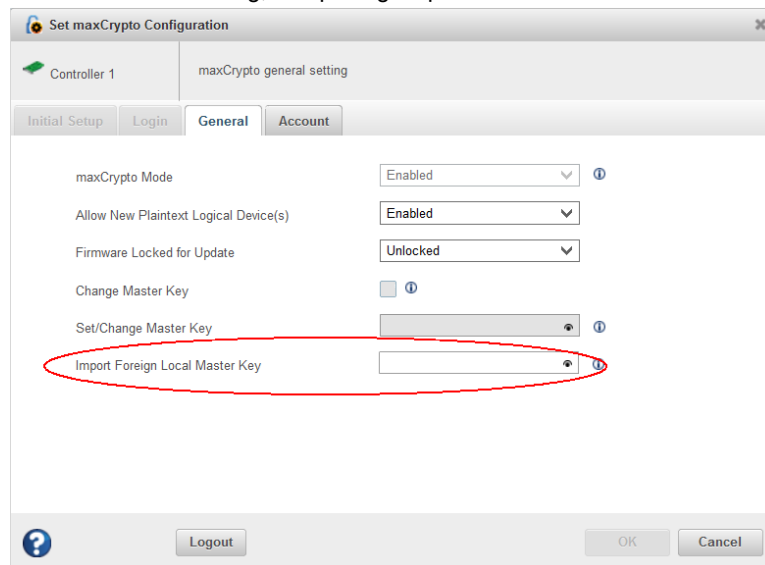 Set maxCrypto Configuration
Controller 1
maxCrypto general setting
Initial Setup Login General Account
maxCrypto Mode Enabled
Allow New Plaintext Logical Device(s) Enabled
Firmware Locked for Update Unlocked
Change Master Key
Set/Change Master Key
Import Foreign Local Master Key
Logout OK Cancel